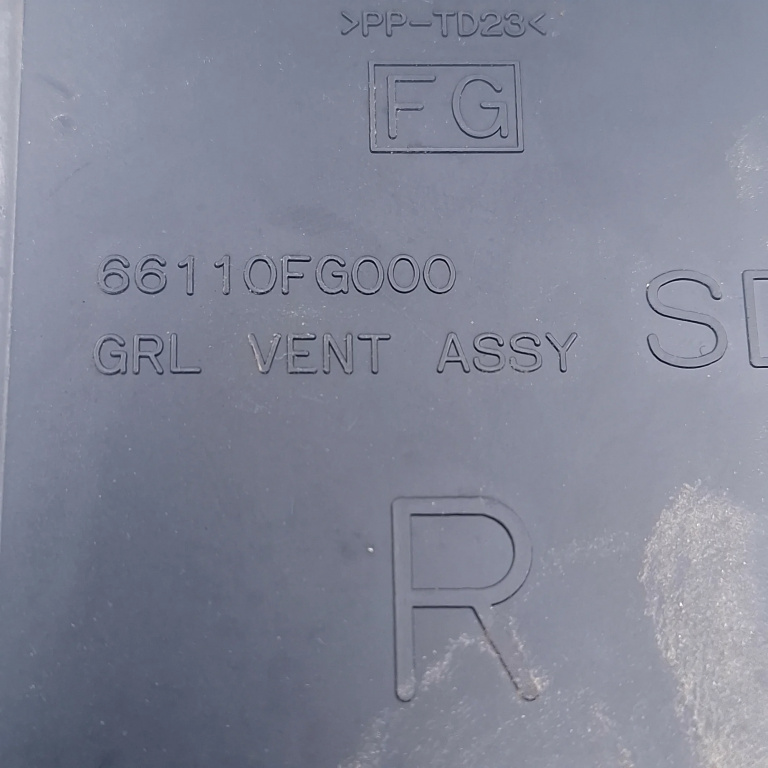 >PP-TD23<
FG
66110FG000
GRL VENT ASSY
R